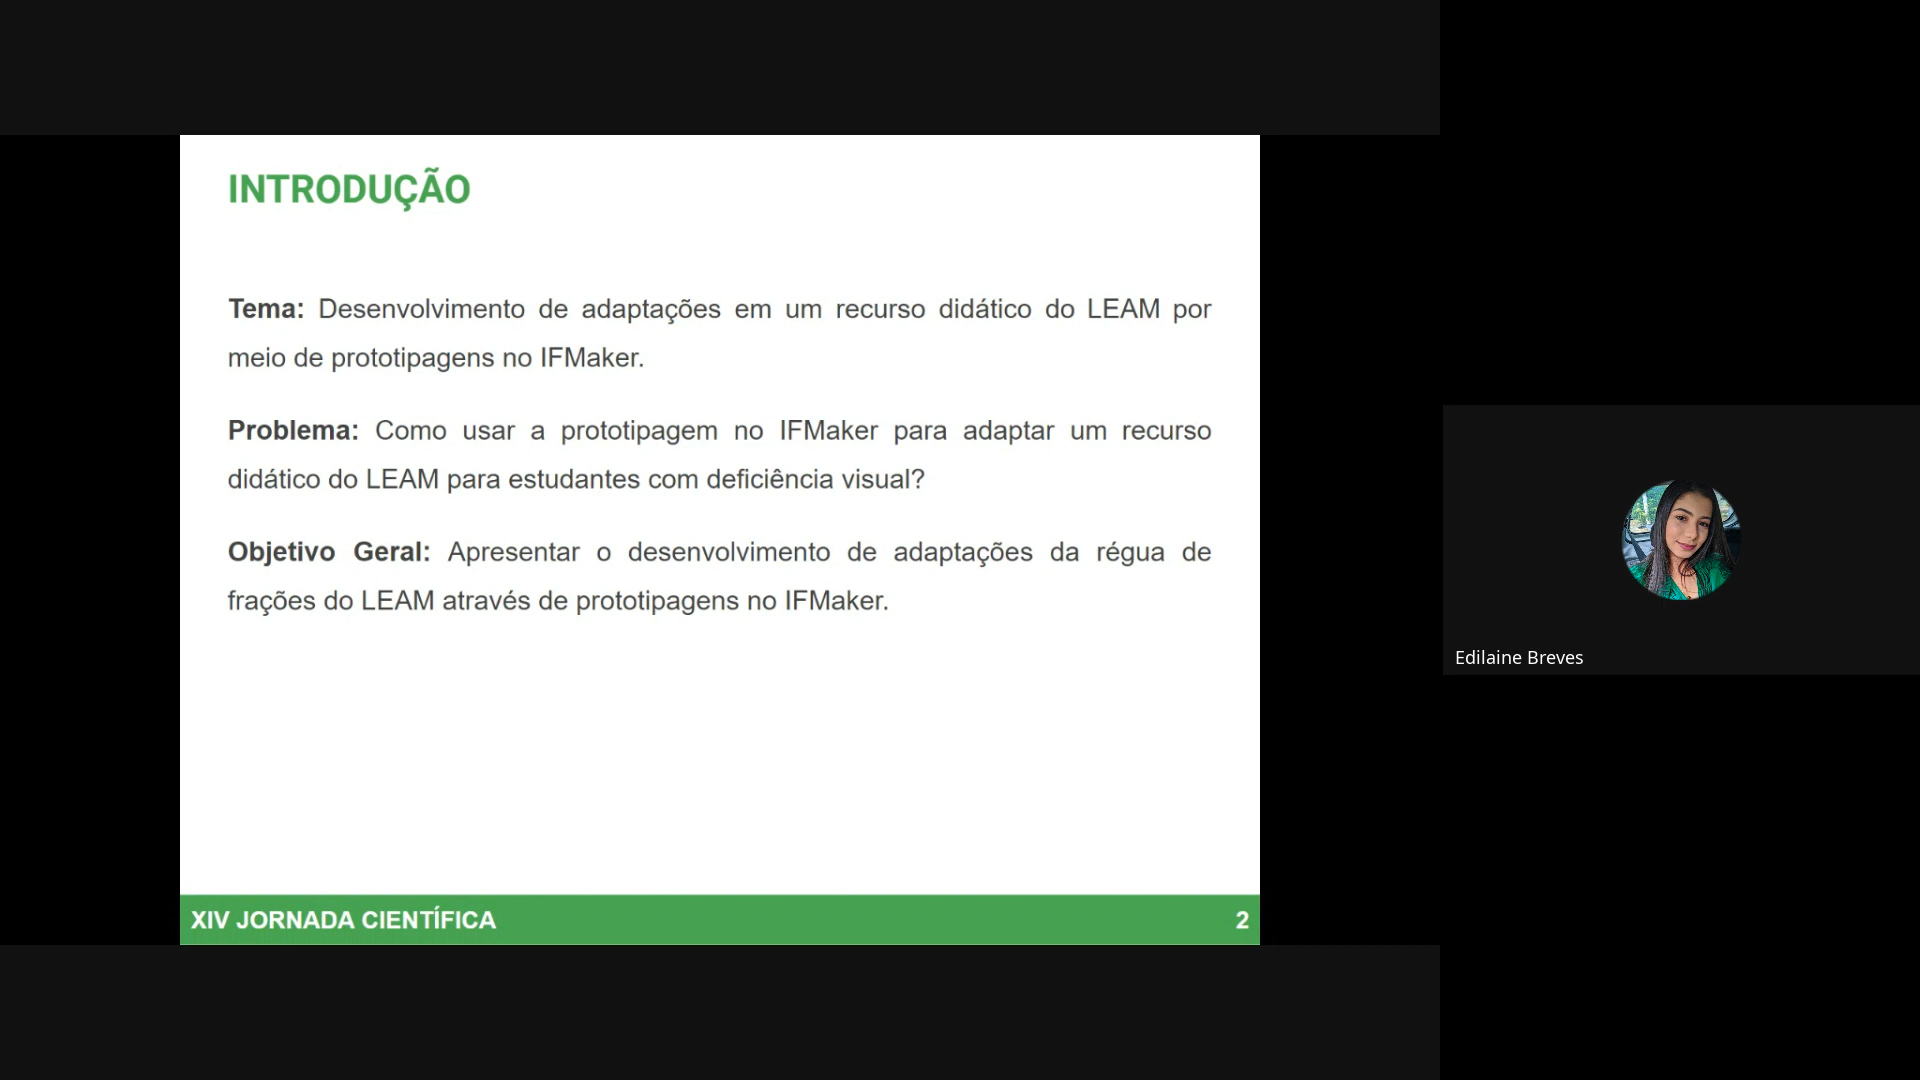 INTRODUÇÃO
Tema: Desenvolvimento de adaptações em um recurso didático do LEAM por
meio de prototipagens no IFMaker.
Problema: Como usar a prototipagem no IFMaker para adaptar um recurso
didático do LEAM para estudantes com deficiência visual?
Objetivo Geral: Apresentar o desenvolvimento de adaptações da régua de
frações do LEAM através de prototipagens no IFMaker.
Edilaine Breves
XIV JORNADA CIENTÍFICA
2